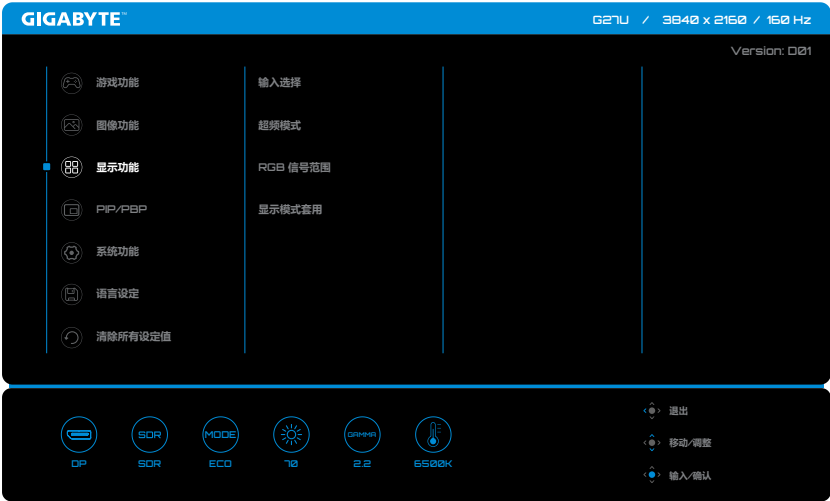 GIGABYTE™ G27U / 3840 x 2160 / 160 Hz
Version: D01
游戏功能 输入选择
图像功能 超频模式
显示功能 RGB 信号范围
PIP/PBP 显示模式套用
系统功能
语言设定
清除所有设定值
退出
移动/调整
输入/确认
SDR MODE GAMMA
DP SDR ECO 70 2.2 6500K